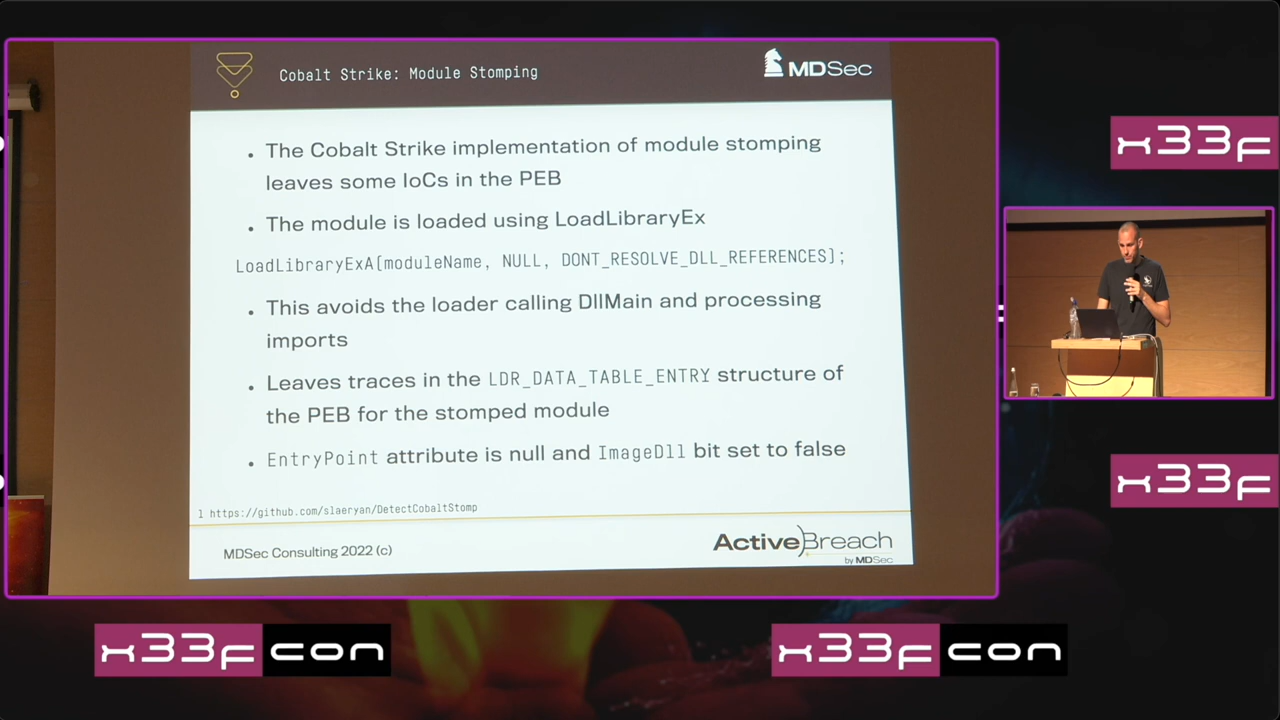 Cobalt Strike: Module Stomping
MDSec
• The Cobalt Strike implementation of module stomping
leaves some IoCs in the PEB
• The module is loaded using LoadLibraryEx
LoadLibraryExA[moduleName, NULL, DONT_RESOLVE_DLL_REFERENCES];
• This avoids the loader calling DllMain and processing
imports
• Leaves traces in the LDR_DATA_TABLE_ENTRY structure of
the PEB for the stomped module
• EntryPoint attribute is null and ImageDll bit set to false
1 https://github.com/slaeryan/DetectCobaltStomp
MDSec Consulting 2022 (c)
ActiveBreach
by MDSec
x33f
x33f
x33fcon
x33fcon